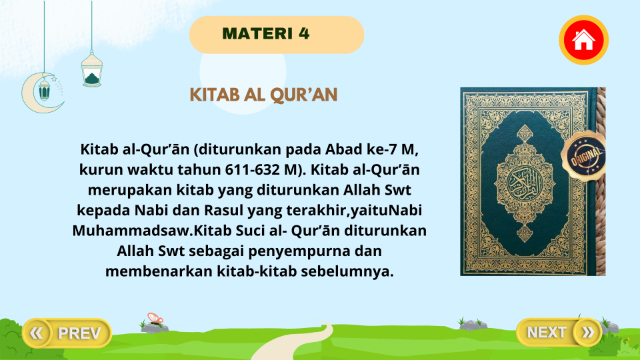 MATERI 4
KITAB AL QUR’AN
Kitab al-Qur’ān (diturunkan pada Abad ke-7 M,
kurun waktu tahun 611-632 M). Kitab al-Qur’ān
merupakan kitab yang diturunkan Allah Swt
kepada Nabi dan Rasul yang terakhir,yaituNabi
Muhammadsaw.Kitab Suci al- Qur’ān diturunkan
Allah Swt sebagai penyempurna dan
membenarkan kitab-kitab sebelumnya.
ORIGINAL
PREV
NEXT